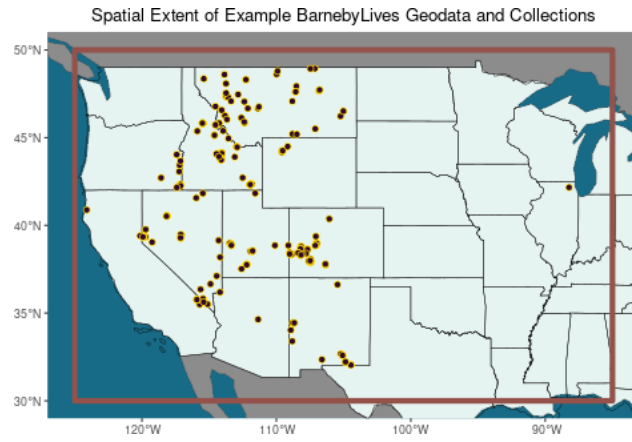 Spatial Extent of Example BarnebyLives Geodata and Collections
50°N
45°N
40°N
35°N
30°N
120°W
110°W
100°W
90°W